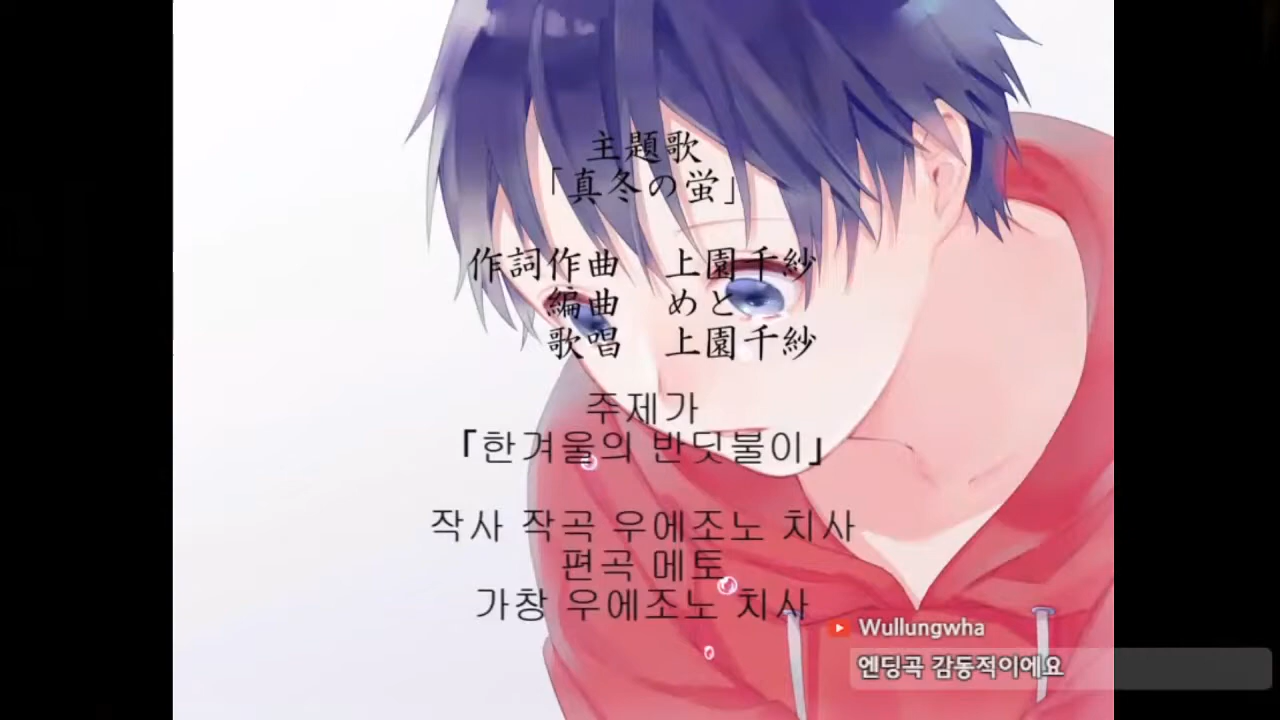 主題歌
「真冬の蛍」
作詞作曲　上園千紗
編曲　めと
歌唱　上園千紗
주제가
「한겨울의 반딧불이」
작사 작곡 우에조노 치사
편곡 메토
가창 우에조노 치사
Wullungwha
엔딩곡 감동적이에요